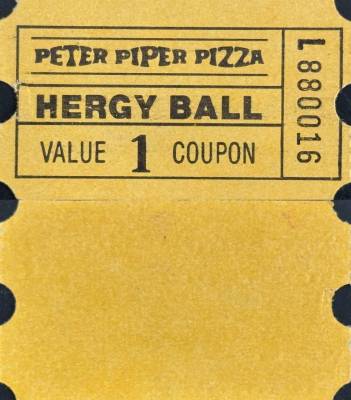 PETER PIPER PIZZA
HERGY BALL
VALUE 1 COUPON
L880016